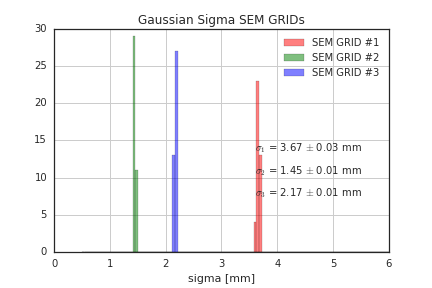 Gaussian Sigma SEM GRIDs
30
25
20
15
10
5
0
SEM GRID #1
SEM GRID #2
SEM GRID #3
σ₁ = 3.67 ± 0.03 mm
σ₂ = 1.45 ± 0.01 mm
σ₃ = 2.17 ± 0.01 mm
0 1 2 3 4 5 6
sigma [mm]